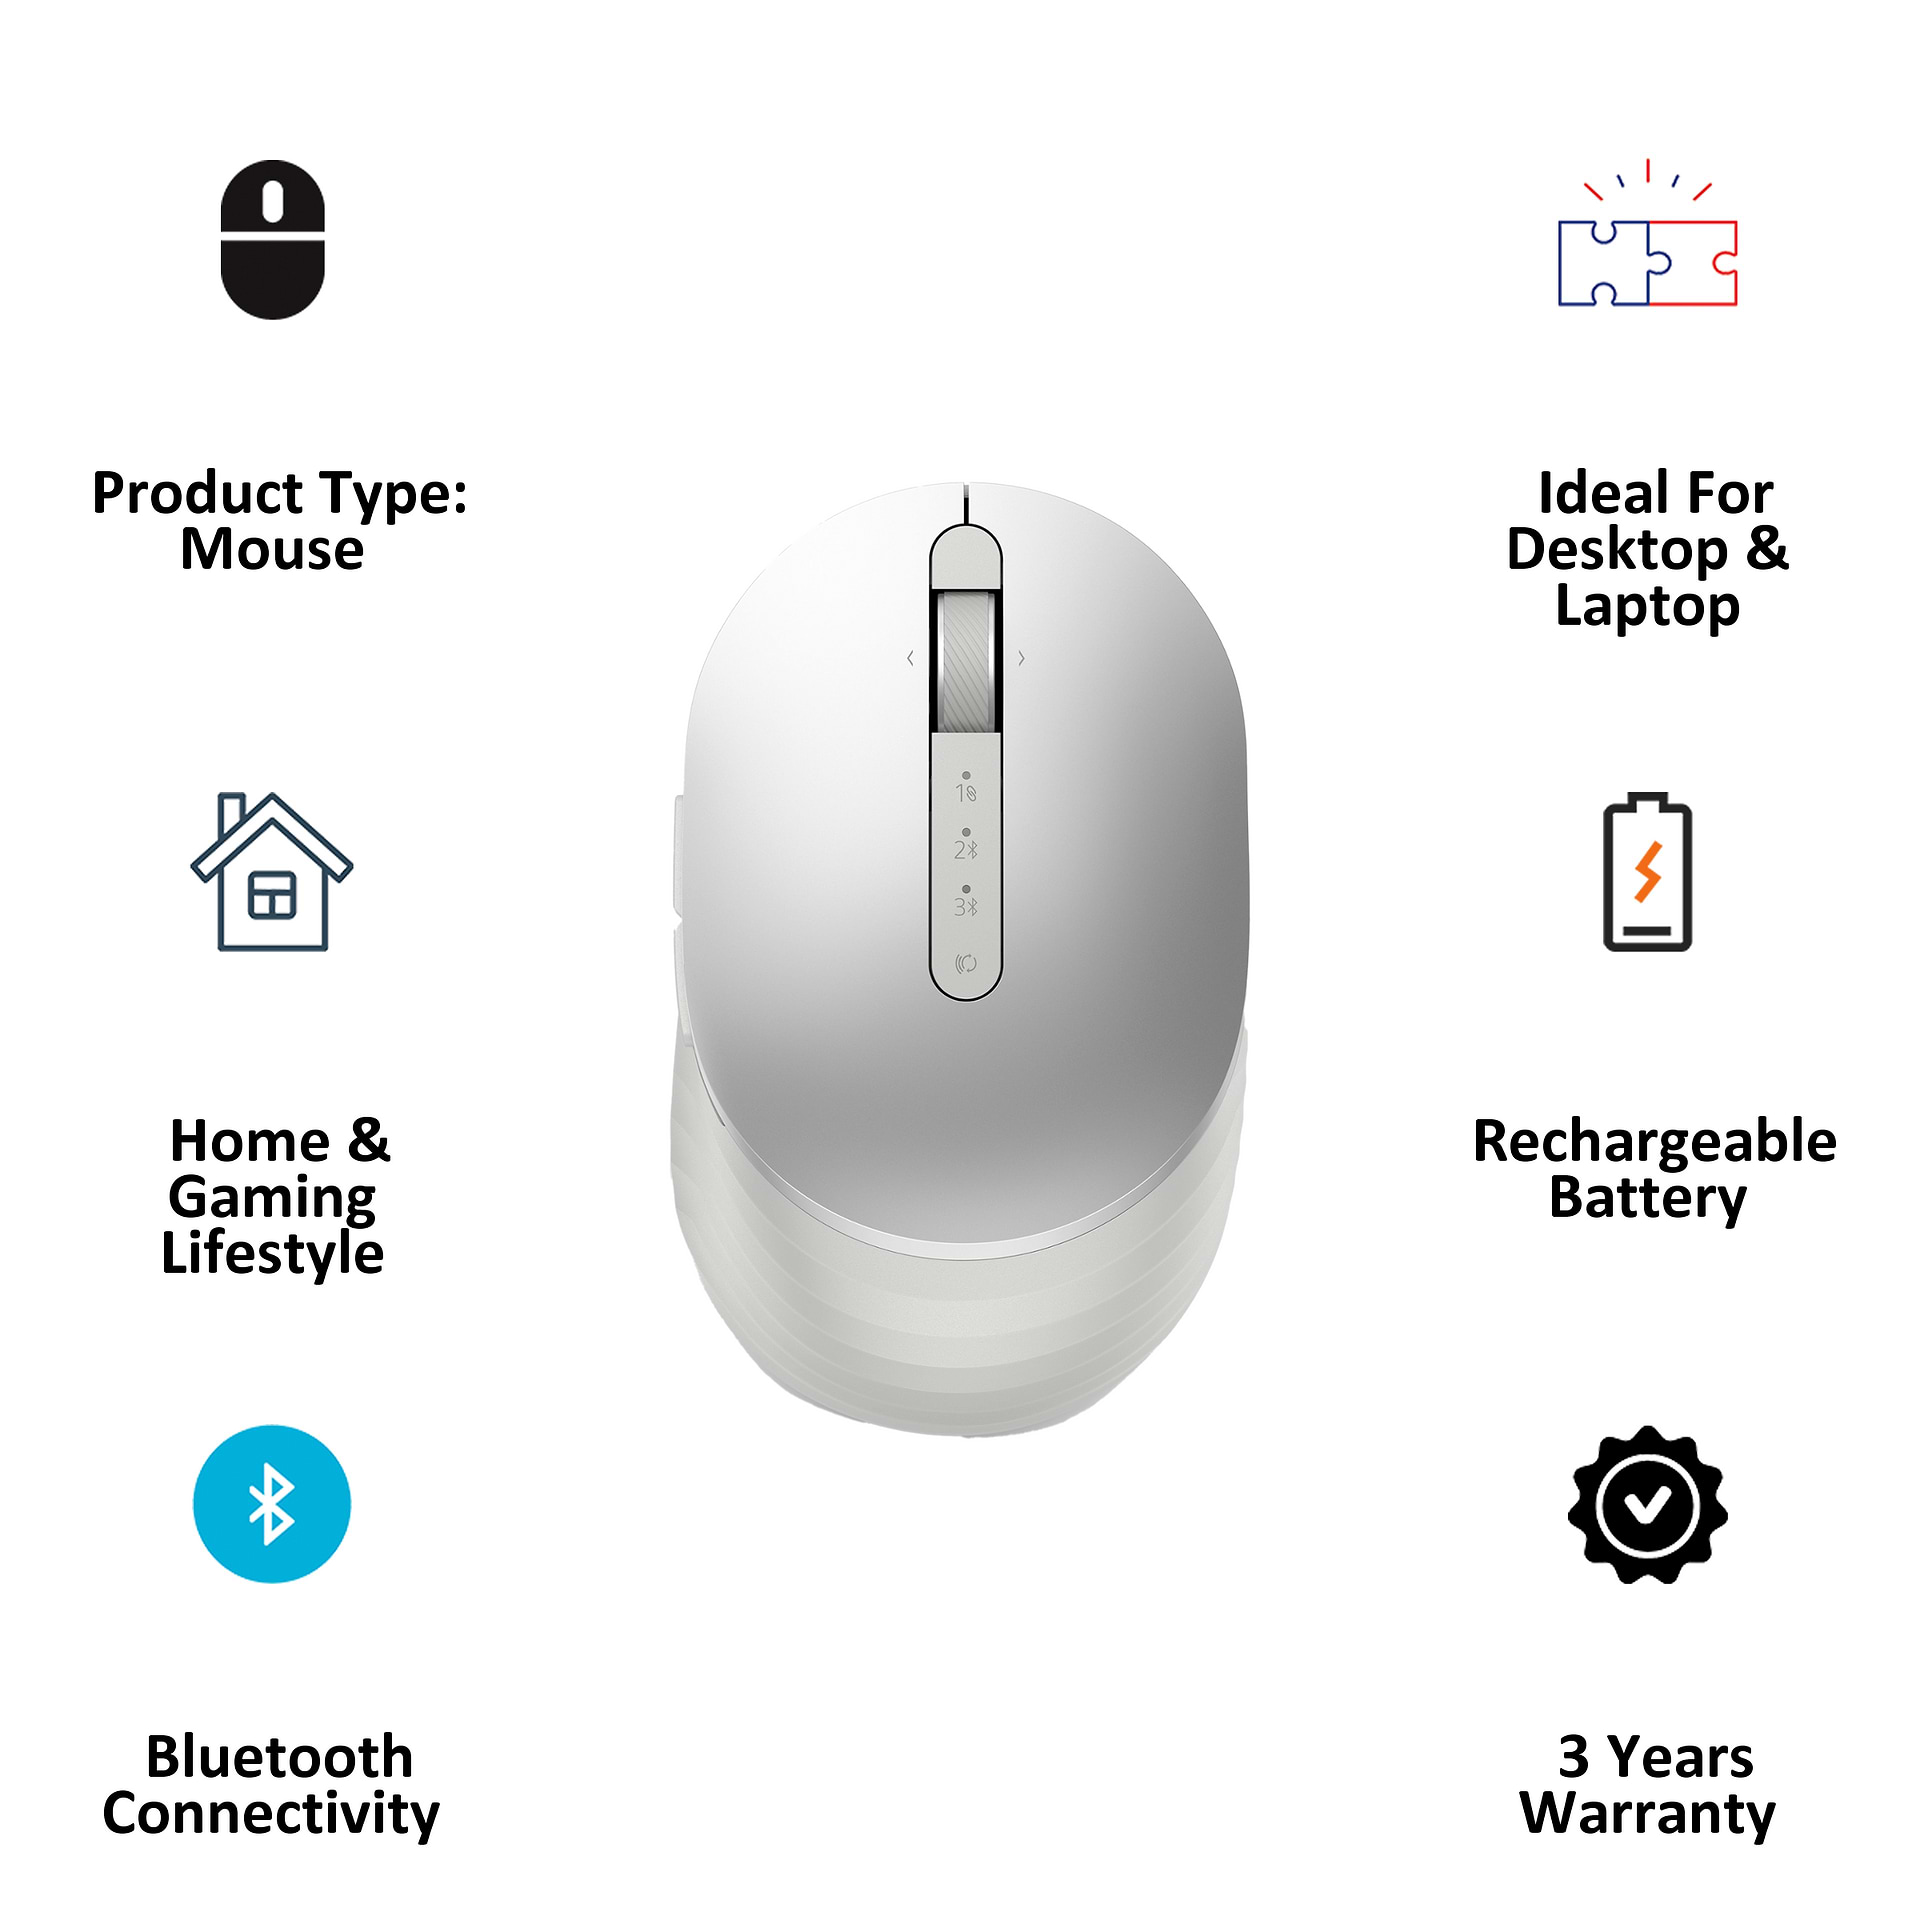 Product Type:
Mouse
Ideal For
Desktop &
Laptop
1
2
3
Home &
Gaming
Lifestyle
Rechargeable
Battery
Bluetooth
Connectivity
3 Years
Warranty